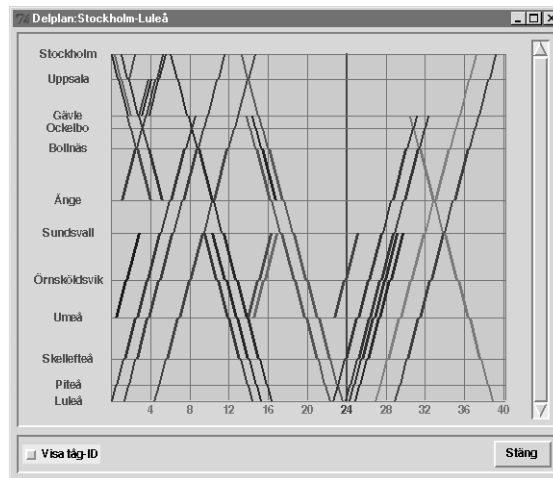 Delplan:Stockholm-Luleå
Stockholm
Uppsala
Gävle
Ockelbo
Bollnäs
Ånge
Sundsvall
Örnsköldsvik
Umeå
Skellefteå
Piteå
Luleå
4 8 12 16 20 24 28 32 36 40
Visa tåg-ID
Stäng